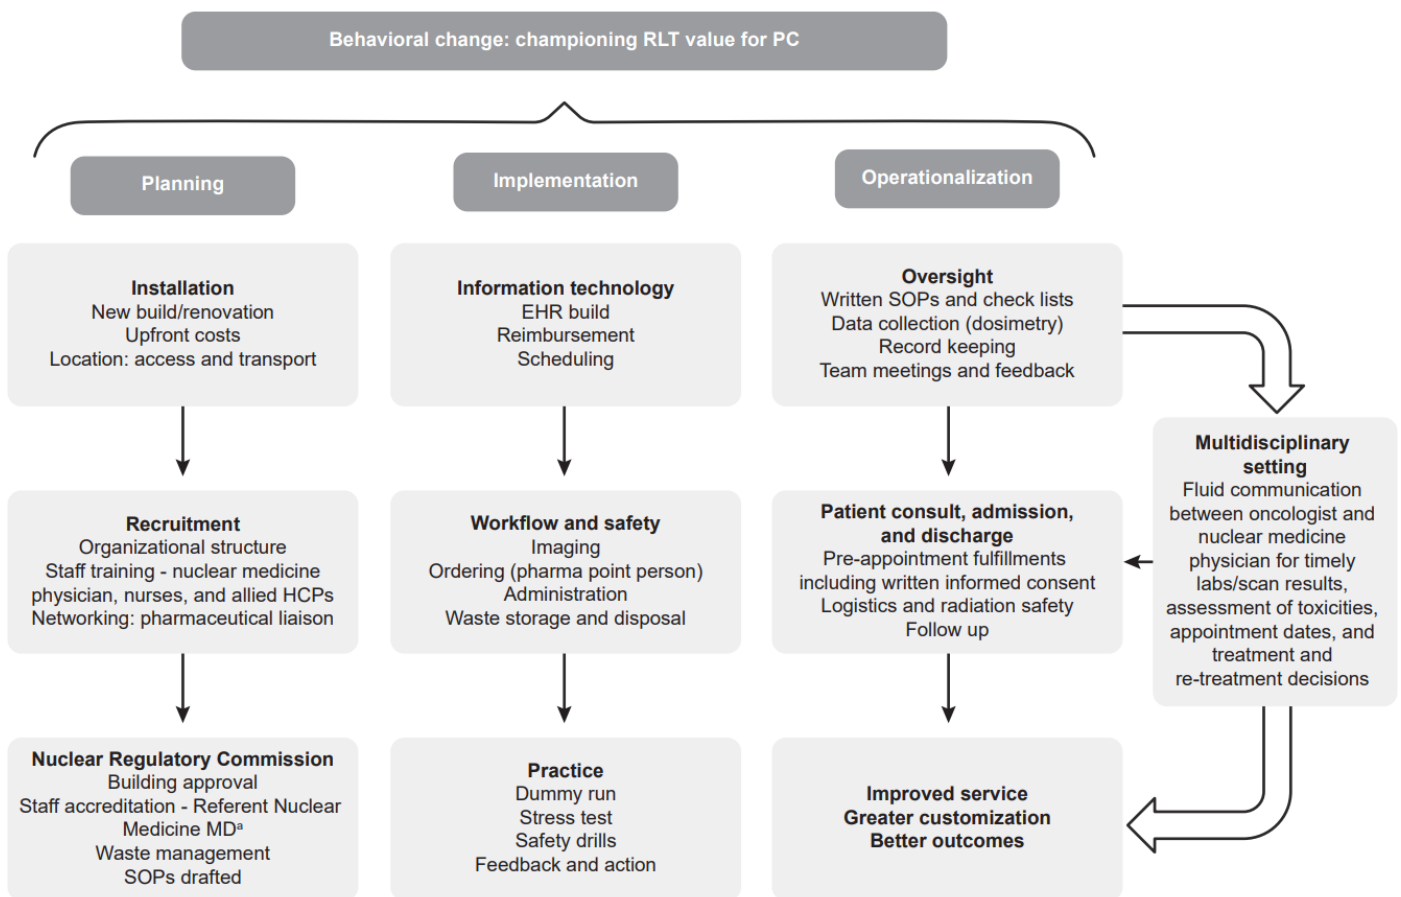 Behavioral change: championing RLT value for PC
Planning
Installation
New build/renovation
Upfront costs
Location: access and transport
Recruitment
Organizational structure
Staff training - nuclear medicine
physician, nurses, and allied HCPs
Networking: pharmaceutical liaison
Nuclear Regulatory Commission
Building approval
Staff accreditation - Referent Nuclear
Medicine MDᵃ
Waste management
SOPs drafted
Implementation
Information technology
EHR build
Reimbursement
Scheduling
Workflow and safety
Imaging
Ordering (pharma point person)
Administration
Waste storage and disposal
Practice
Dummy run
Stress test
Safety drills
Feedback and action
Operationalization
Oversight
Written SOPs and check lists
Data collection (dosimetry)
Record keeping
Team meetings and feedback
Patient consult, admission,
and discharge
Pre-appointment fulfillments
including written informed consent
Logistics and radiation safety
Follow up
Improved service
Greater customization
Better outcomes
Multidisciplinary
setting
Fluid communication
between oncologist and
nuclear medicine
physician for timely
labs/scan results,
assessment of toxicities,
appointment dates, and
treatment and
re-treatment decisions